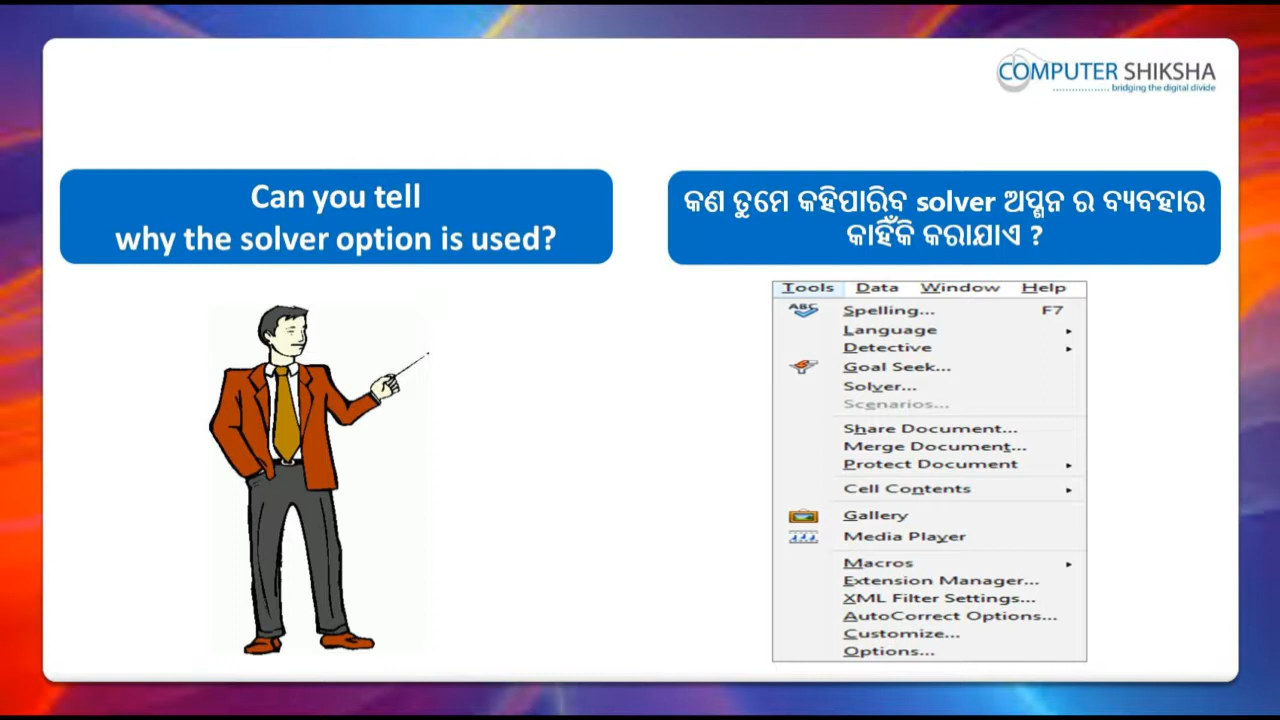 COMPUTER SHIKSHA
bridging the digital divide
Can you tell
why the solver option is used?
କଣ ତୁମେ କହିପାରିବ solver ଅପ୍ସନ ର ବ୍ୟବହାର
କାହିଁକି କରାଯାଏ ?
Tools Data Window Help
ABC Spelling... F7
Language
Detective
Goal Seek...
Solver...
Scenarios...
Share Document...
Merge Document...
Protect Document
Cell Contents
Gallery
Media Player
Macros
Extension Manager...
XML Filter Settings...
AutoCorrect Options...
Customize...
Options...